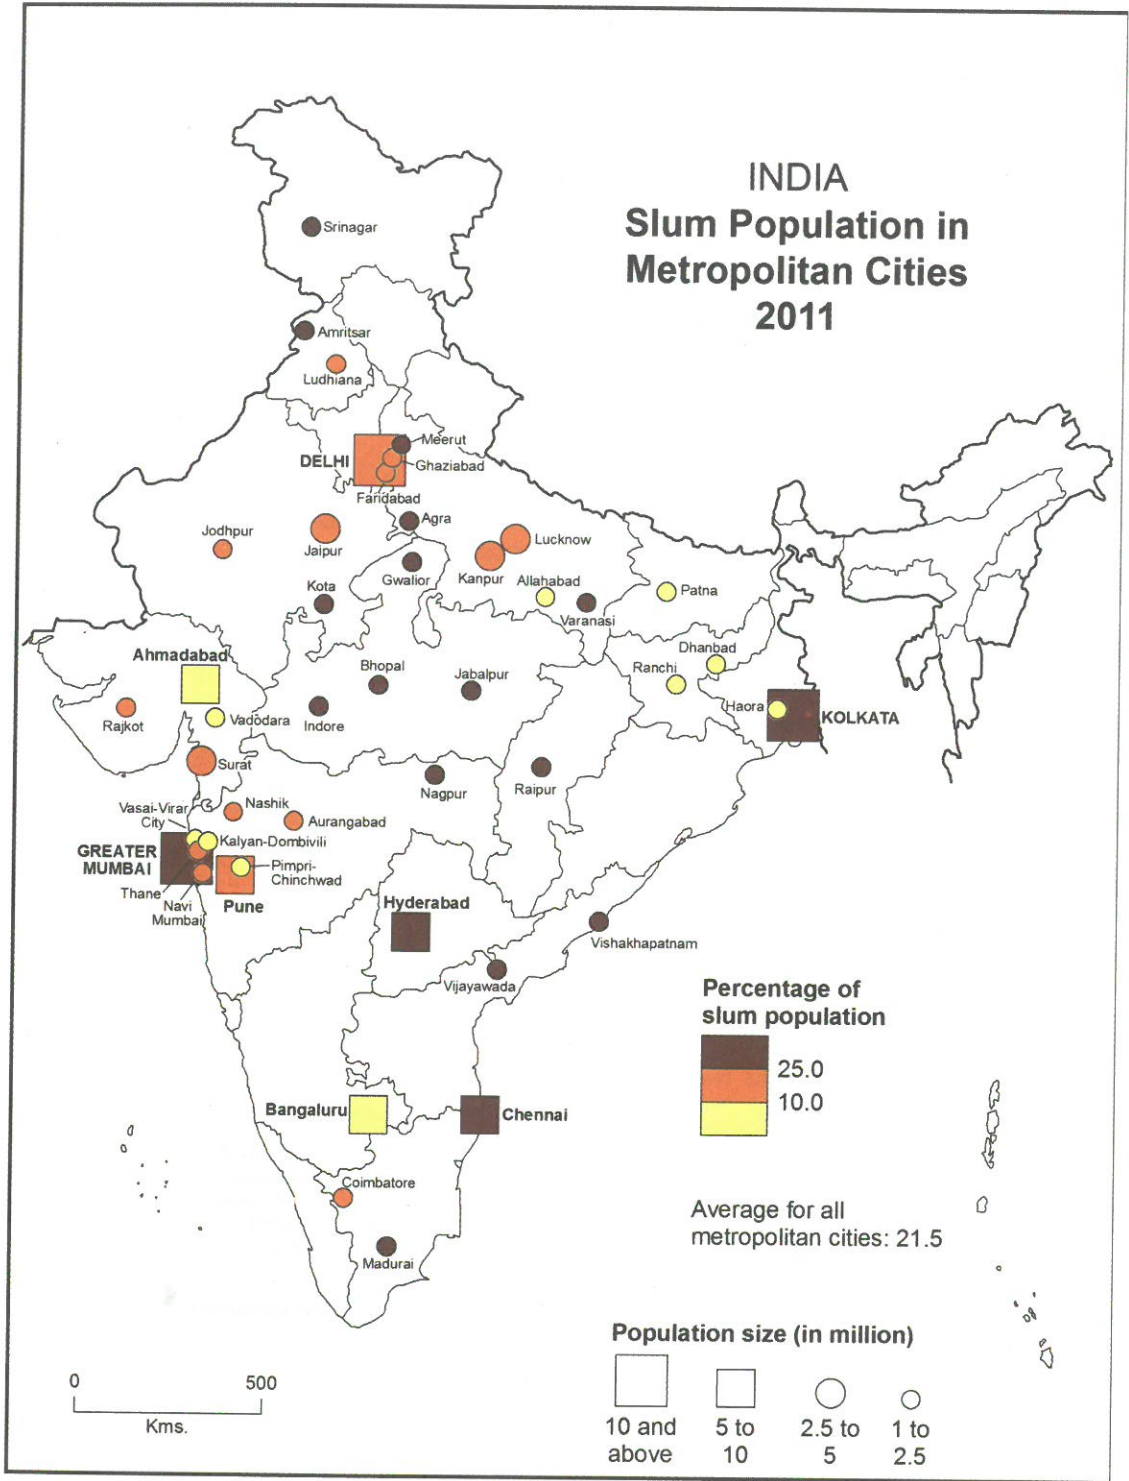 INDIA
Slum Population in
Metropolitan Cities
2011
Srinagar
Amritsar
Ludhiana
Meerut
DELHI
Ghaziabad
Faridabad
Agra
Jodhpur
Jaipur
Lucknow
Kanpur
Gwalior
Allahabad
Kota
Patna
Varanasi
Ahmadabad
Dhanbad
Bhopal
Jabalpur
Ranchi
Haora
KOLKATA
Rajkot
Vadodara
Indore
Surat
Nagpur
Raipur
Vasai-Virar
City
Nashik
Aurangabad
Kalyan-Dombivili
GREATER
MUMBAI
Pimpri-
Chinchwad
Thane
Navi
Mumbai
Pune
Hyderabad
Vishakhapatnam
Vijayawada
Percentage of
slum population
25.0
10.0
Bangaluru
Chennai
Coimbatore
Madurai
Average for all
metropolitan cities: 21.5
Population size (in million)
10 and
above
5 to
10
2.5 to
5
1 to
2.5
0
500
Kms.